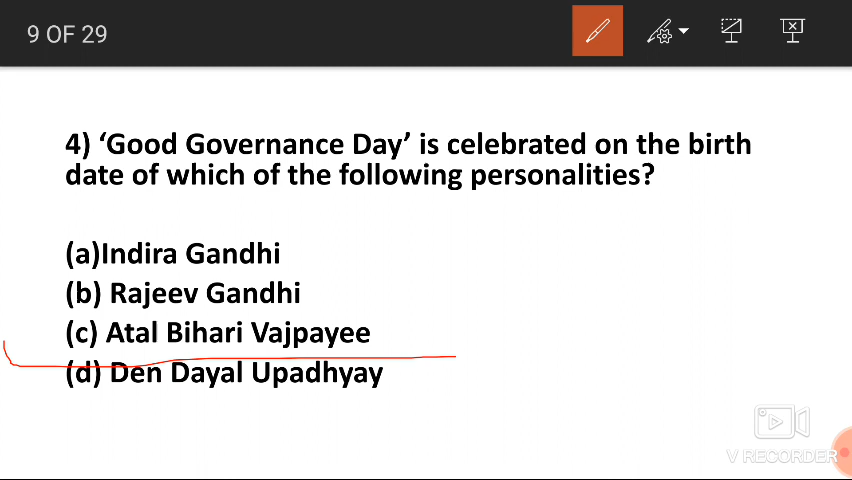 9 OF 29
4) ‘Good Governance Day’ is celebrated on the birth
date of which of the following personalities?
(a)Indira Gandhi
(b) Rajeev Gandhi
(c) Atal Bihari Vajpayee
(d) Den Dayal Upadhyay
V RECORDER